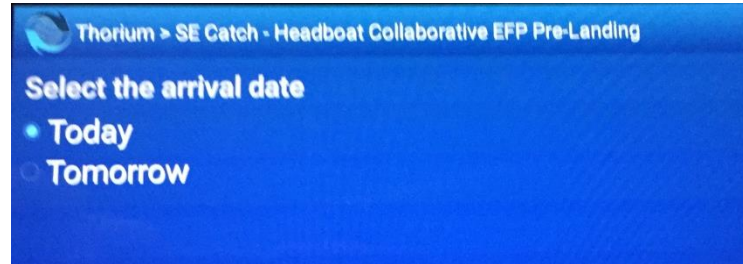 Thorium > SE Catch - Headboat Collaborative EFP Pre-Landing
Select the arrival date
Today
Tomorrow